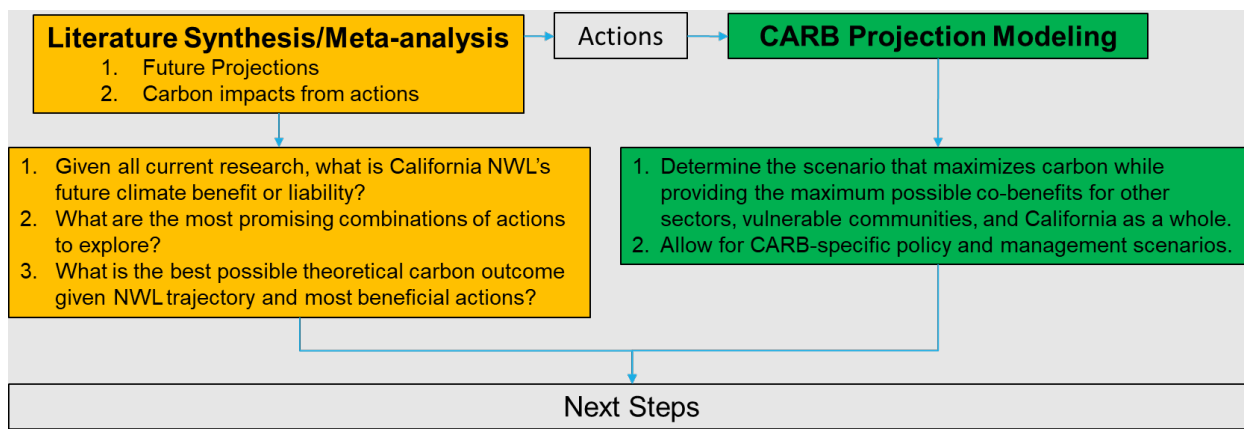 Literature Synthesis/Meta-analysis
1. Future Projections
2. Carbon impacts from actions
Actions
CARB Projection Modeling
1. Given all current research, what is California NWL's
future climate benefit or liability?
2. What are the most promising combinations of actions
to explore?
3. What is the best possible theoretical carbon outcome
given NWL trajectory and most beneficial actions?
1. Determine the scenario that maximizes carbon while
providing the maximum possible co-benefits for other
sectors, vulnerable communities, and California as a whole.
2. Allow for CARB-specific policy and management scenarios.
Next Steps